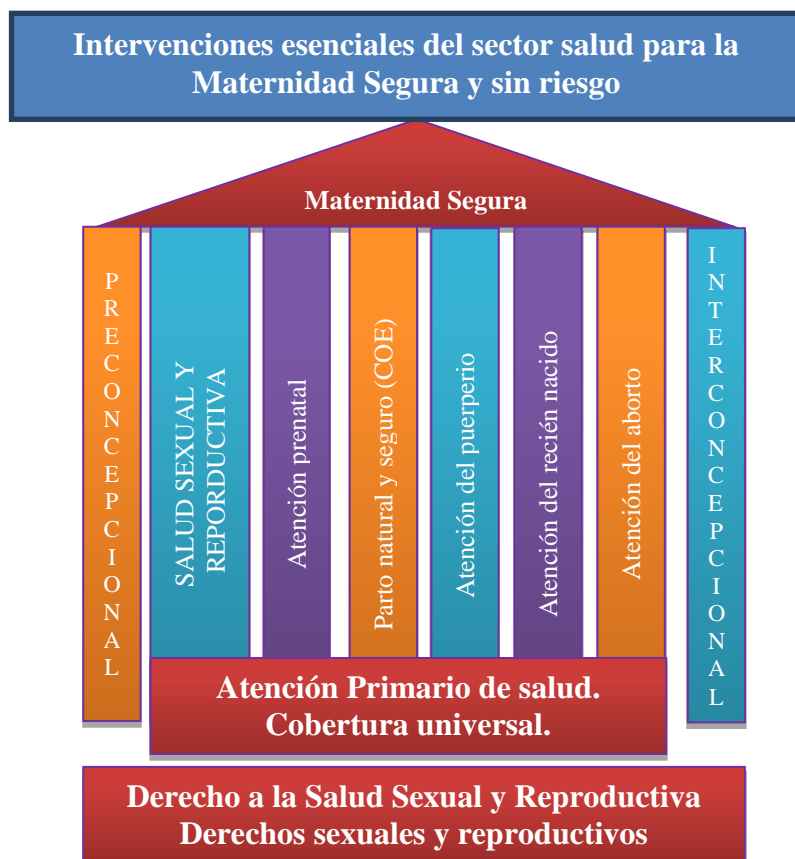 Intervenciones esenciales del sector salud para la
Maternidad Segura y sin riesgo
Maternidad Segura
PRECONCEPCIONAL
SALUD SEXUAL Y
REPORDUCTIVA
Atención prenatal
Parto natural y seguro (COE)
Atención del puerperio
Atención del recién nacido
Atención del aborto
INTERCONCEPCIONAL
Atención Primario de salud.
Cobertura universal.
Derecho a la Salud Sexual y Reproductiva
Derechos sexuales y reproductivos